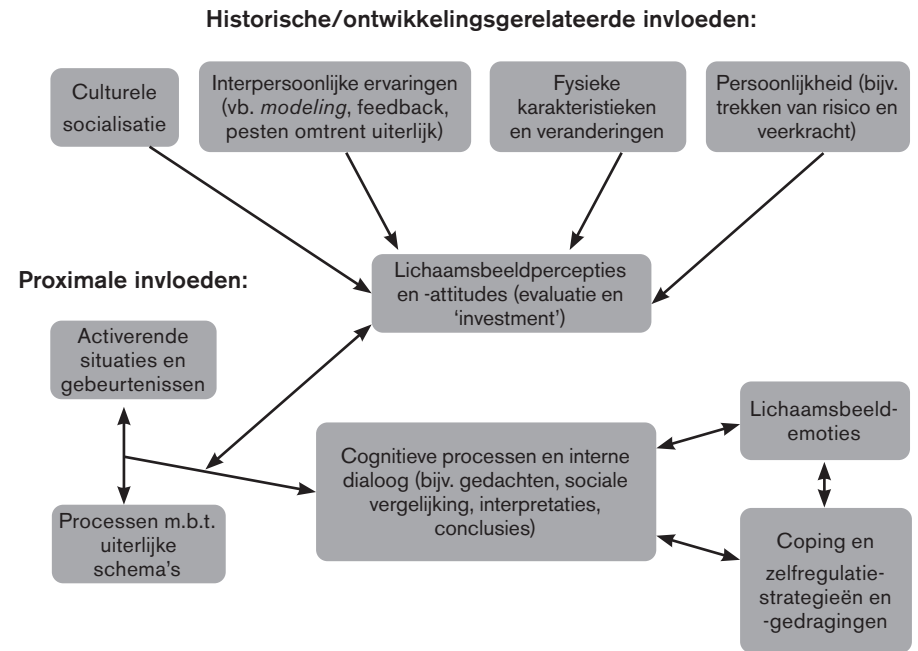 Historische/ontwikkelingsgerelateerde invloeden:
Culturele
socialisatie
Interpersoonlijke ervaringen
(vb. modeling, feedback,
pesten omtrent uiterlijk)
Fysieke
karakteristieken
en veranderingen
Persoonlijkheid (bijv.
trekken van risico en
veerkracht)
Lichaamsbeeldpercepties
en -attitudes (evaluatie en
‘investment’)
Proximale invloeden:
Activerende
situaties en
gebeurtenissen
Processen m.b.t.
uiterlijke
schema's
Cognitieve processen en interne
dialoog (bijv. gedachten, sociale
vergelijking, interpretaties,
conclusies)
Lichaamsbeeld-
emoties
Coping en
zelfregulatie-
strategieën en
-gedragingen